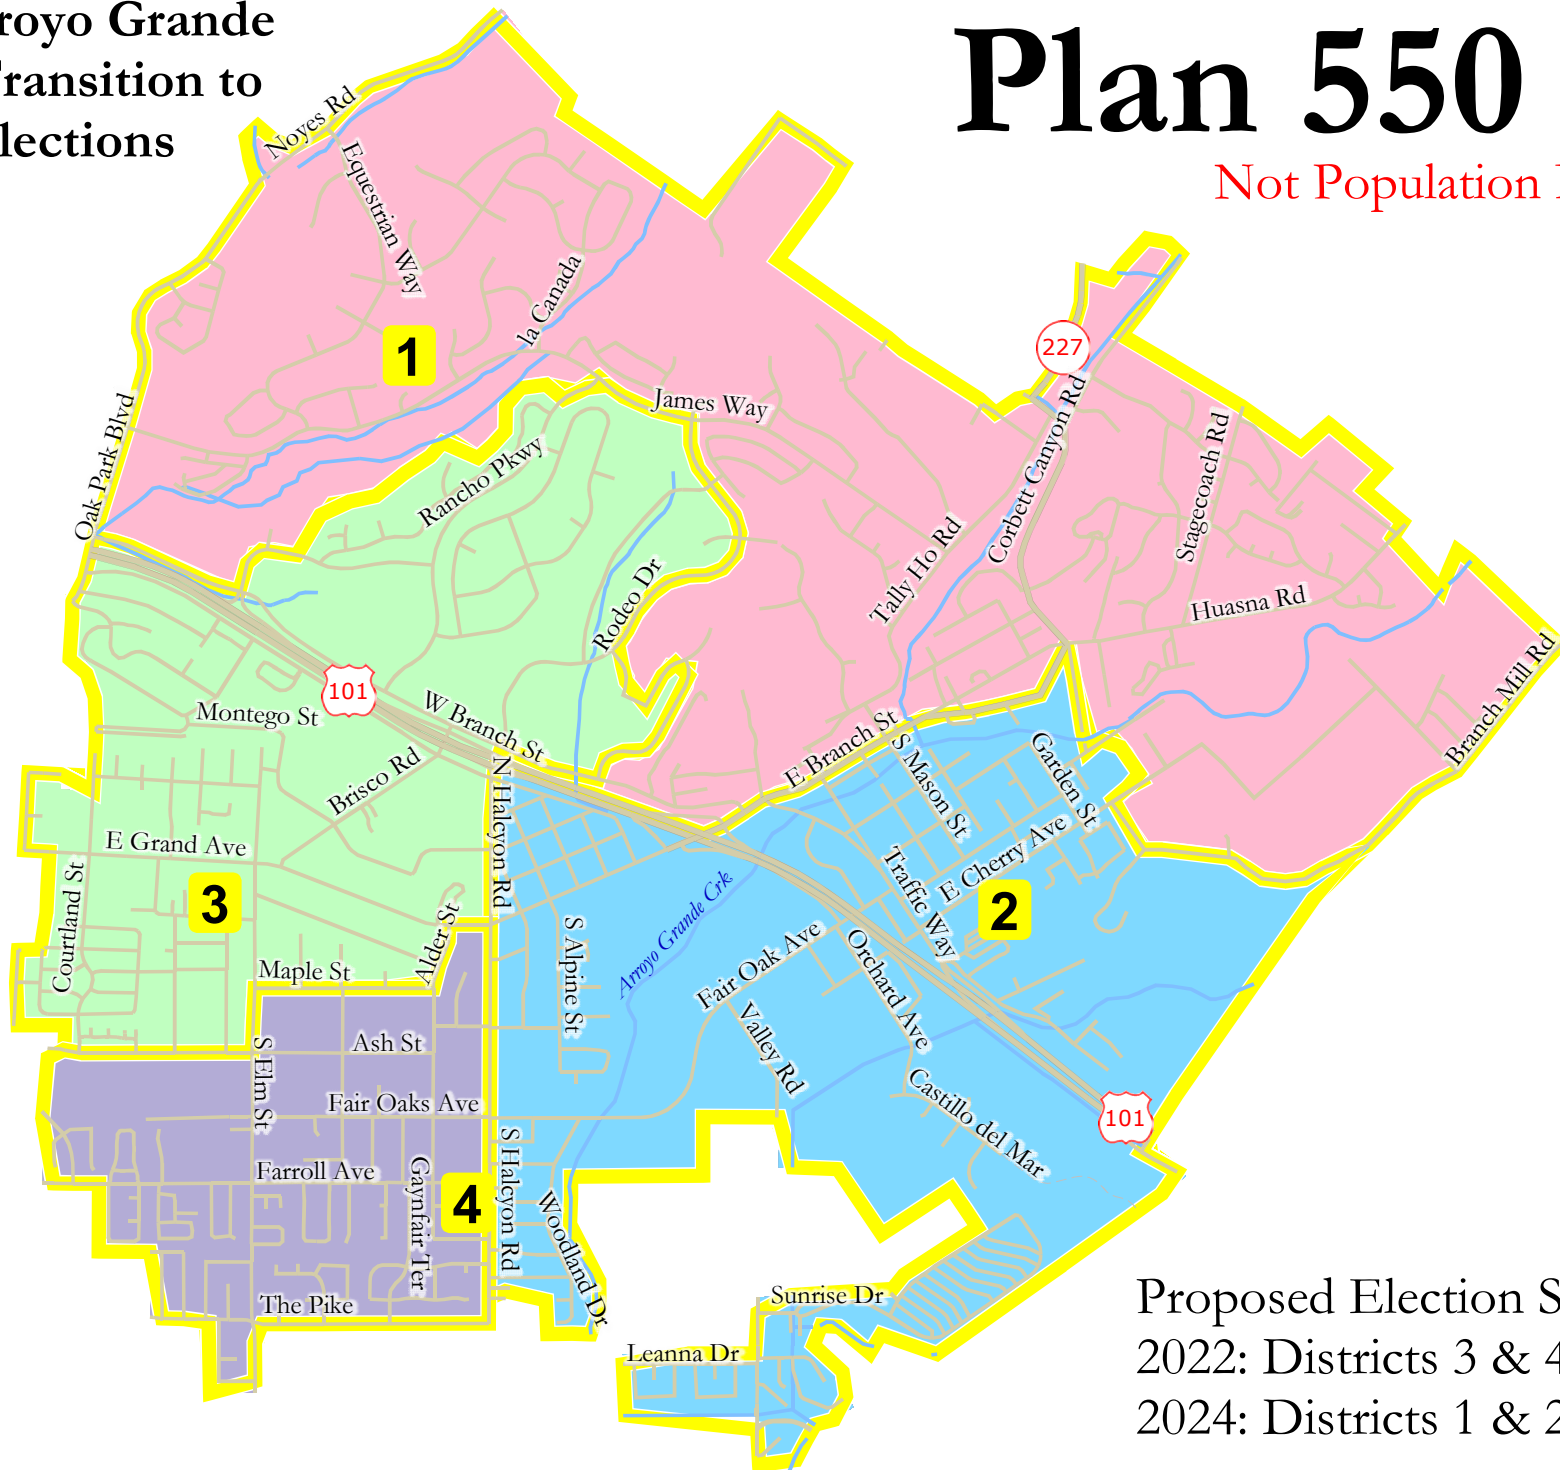 royo Grande
ransition to
lections
Plan 550
Not Population
Noyes Rd
Equestrian Way
la Canada
1
227
Oak Park Blvd
James Way
Rancho Pkwy
Corbett Canyon Rd
Stagecoach Rd
Tally Ho Rd
Rodeo Dr
Huasna Rd
Branch Mill Rd
101
Montego St
W Branch St
E Branch St
S Mason St
Garden St
Brisco Rd
N Halcyon Rd
E Grand Ave
E Cherry Ave
Traffic Way
Courtland St
3
2
Arroyo Grande Crk
S Alpine St
Alder St
Fair Oak Ave
Orchard Ave
Maple St
Valley Rd
Ash St
S Elm St
Fair Oaks Ave
Castillo del Mar
101
Farroll Ave
Gaynfair Ter
4
S Halcyon Rd
Woodland Dr
The Pike
Sunrise Dr
Leanna Dr
Proposed Election S
2022: Districts 3 & 4
2024: Districts 1 & 2